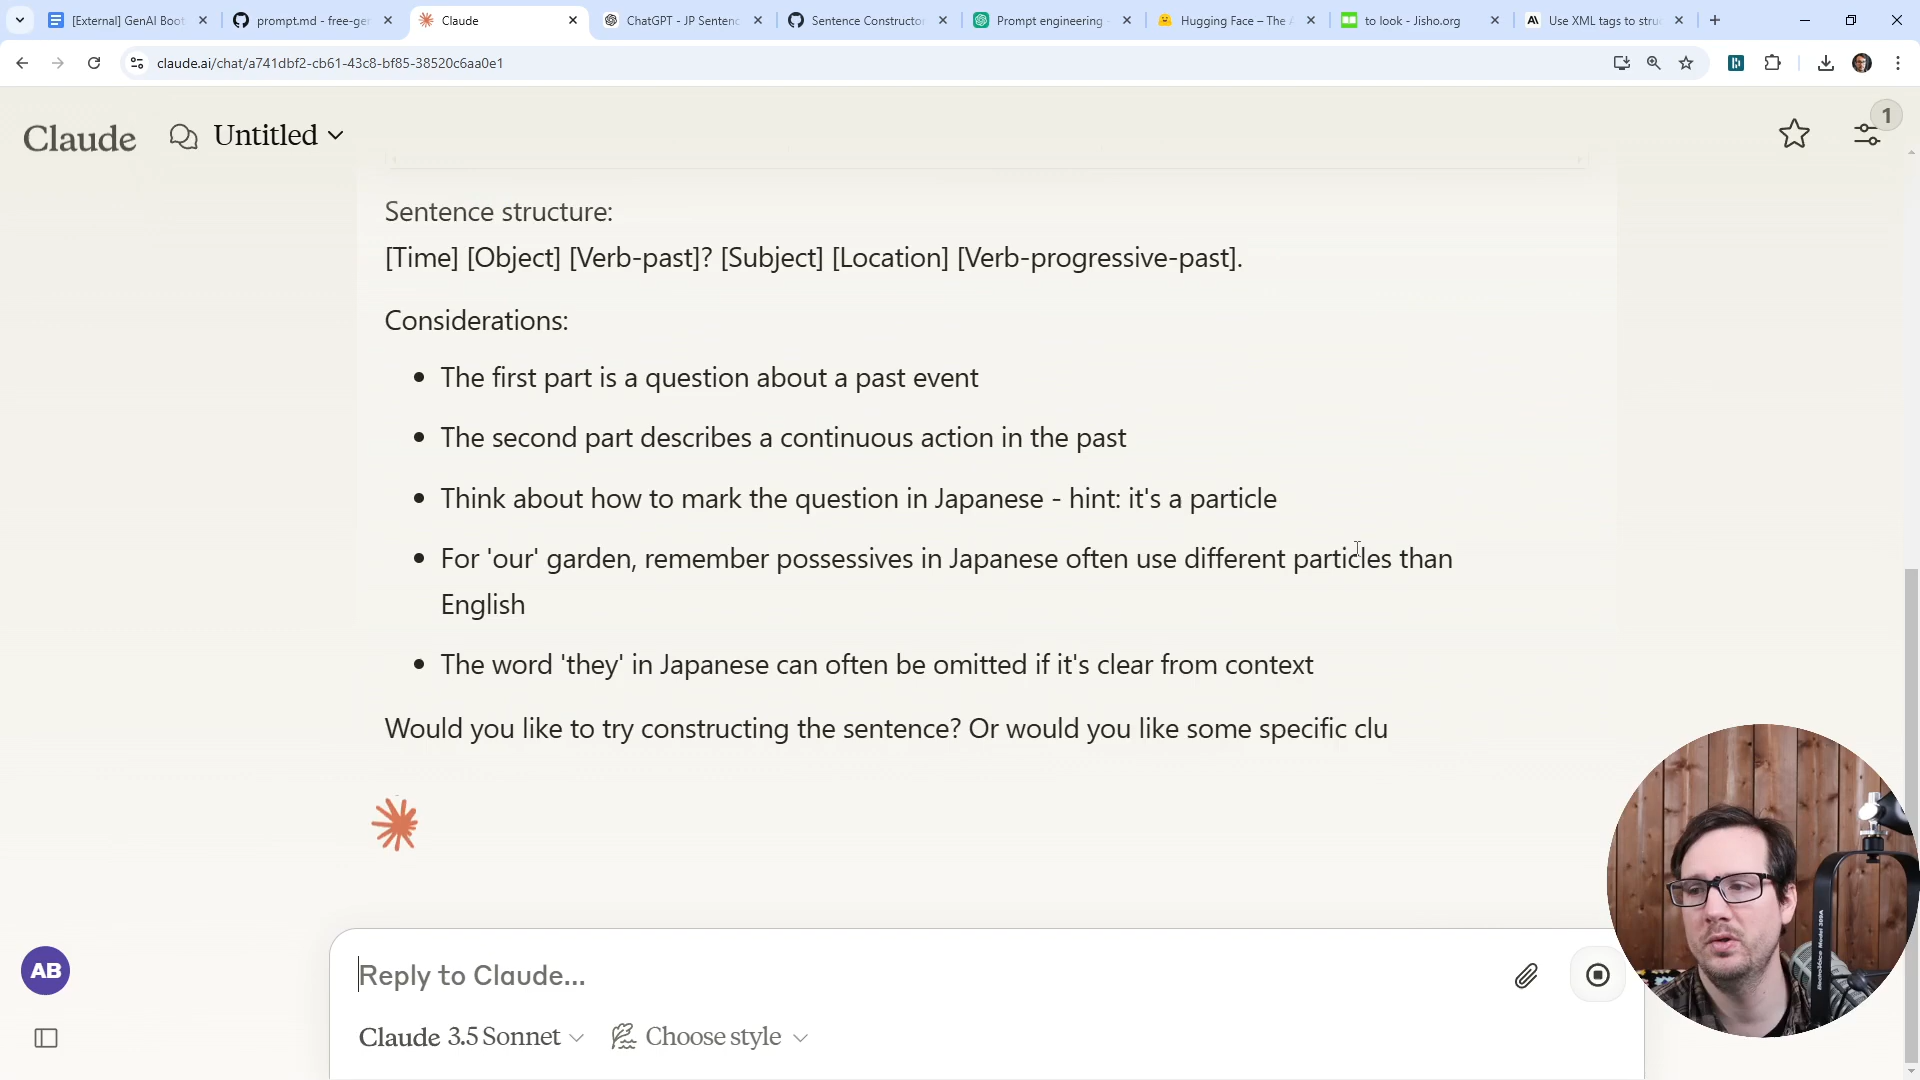 [External] GenAI Boot
prompt.md - free-ger
Claude
ChatGPT - JP Sentenc
Sentence Constructor
Prompt engineering -
Hugging Face – The A
to look - Jisho.org
Use XML tags to stru
claude.ai/chat/a741dbf2-cb61-43c8-bf85-38520c6aa0e1
Claude
Untitled
1
Sentence structure:
[Time] [Object] [Verb-past]? [Subject] [Location] [Verb-progressive-past].
Considerations:
• The first part is a question about a past event
• The second part describes a continuous action in the past
• Think about how to mark the question in Japanese - hint: it's a particle
• For 'our' garden, remember possessives in Japanese often use different particles than
English
• The word 'they' in Japanese can often be omitted if it's clear from context
Would you like to try constructing the sentence? Or would you like some specific clu
AB
Reply to Claude...
Claude 3.5 Sonnet
Choose style